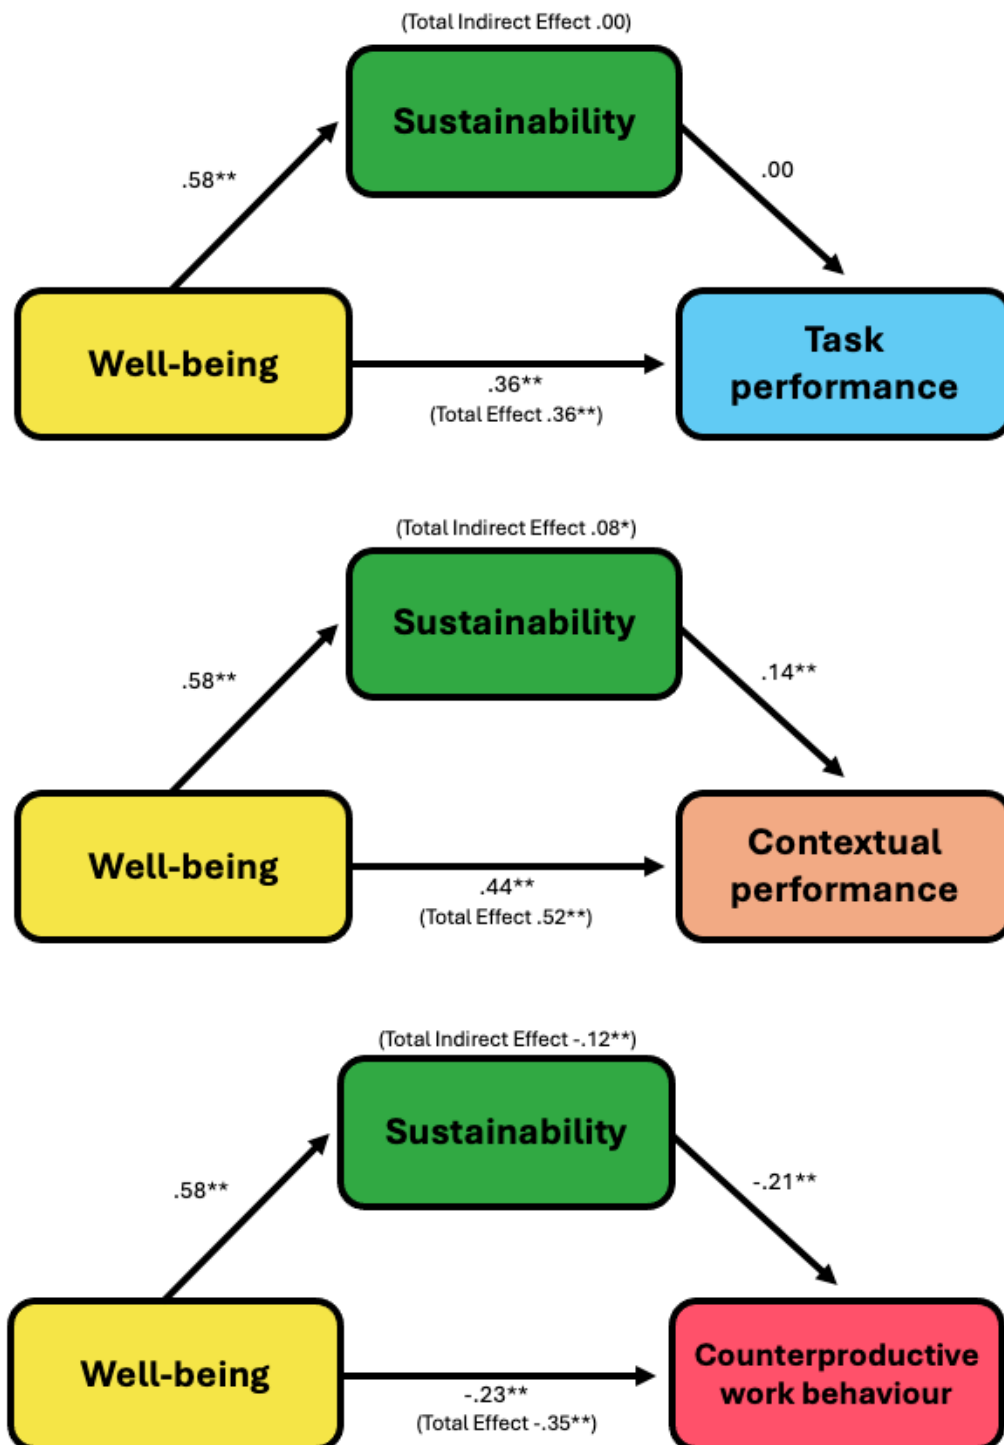 (Total Indirect Effect .00)
Sustainability
.58**
.00
Well-being
.36**
(Total Effect .36**)
Task
performance
(Total Indirect Effect .08*)
Sustainability
.58**
.14**
Well-being
.44**
(Total Effect .52**)
Contextual
performance
(Total Indirect Effect -.12**)
Sustainability
.58**
-.21**
Well-being
-.23**
(Total Effect -.35**)
Counterproductive
work behaviour